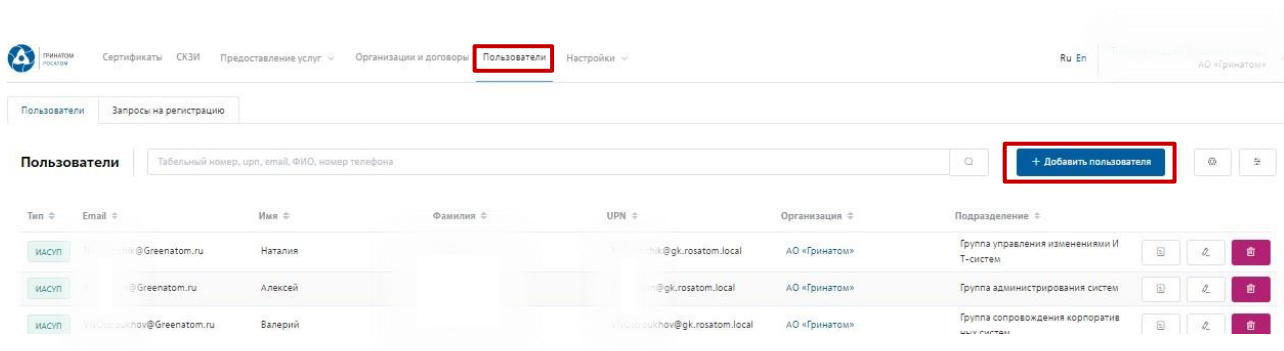 ГРИНАТОМ
РОСАТОМ
Сертификаты СКЗИ Предоставление услуг Организации и договоры Пользователи Настройки Ru En
АО «Гринатом»
Пользователи Запросы на регистрацию
Пользователи Табельный номер, upn, email, ФИО, номер телефона + Добавить пользователя
Тип Email Имя Фамилия UPN Организация Подразделение
ИАСУП @Greenatom.ru Наталия @gk.rosatom.local АО «Гринатом» Группа управления изменениями И
Т-систем
ИАСУП @Greenatom.ru Алексей @gk.rosatom.local АО «Гринатом» Группа администрирования систем
ИАСУП @Greenatom.ru Валерий @gk.rosatom.local АО «Гринатом» Группа сопровождения корпоратив
ных систем